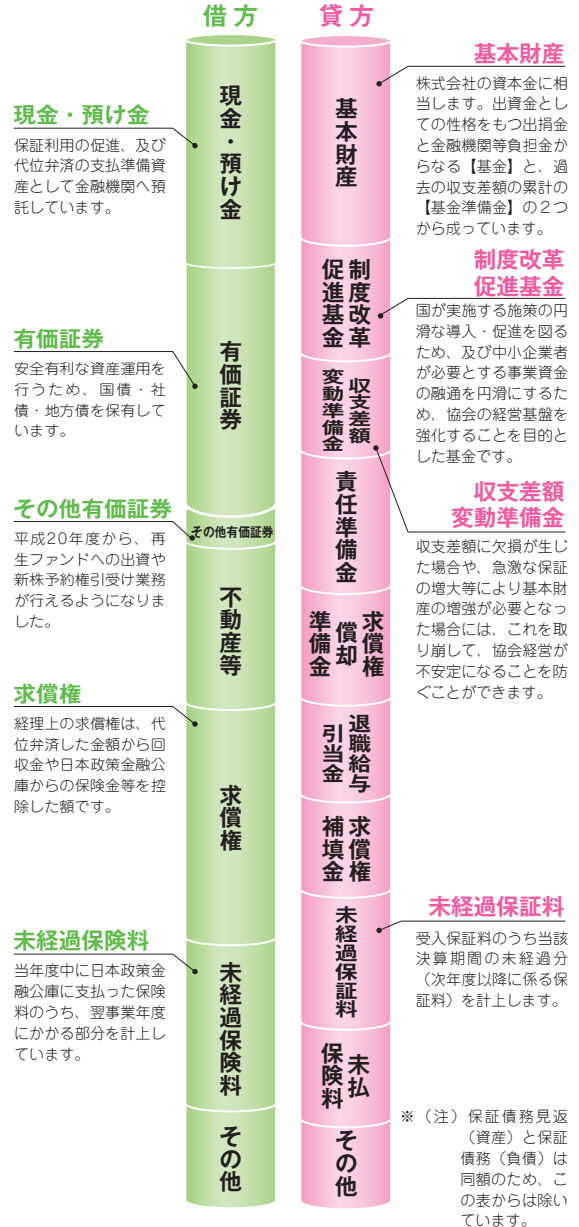 借方
現金・預け金
保証利用の促進、及び
代位弁済の支払準備資
産として金融機関へ預
託しています。
有価証券
安全有利な資産運用を
行うため、国債・社
債・地方債を保有して
います。
その他有価証券
平成20年度から、再
生ファンドへの出資や
新株予約権引受け業務
が行えるようになりま
した。
求償権
経理上の求償権は、代
位弁済した金額から回
収金や日本政策金融公
庫からの保険金等を控
除した額です。
未経過保険料
当年度中に日本政策金
融公庫に支払った保険
料のうち、翌事業年度
にかかる部分を計上し
ています。
現金・預け金
有価証券
その他有価証券
不動産等
求償権
未経過保険料
その他
貸方
基本財産
制度改革
促進基金
収支差額
変動準備金
責任準備金
求償権
償却
準備金
退職給与
引当金
求償権
補填金
未経過保証料
未払
保険料
その他
基本財産
株式会社の資本金に相
当します。出資金とし
ての性格をもつ出捐金
と金融機関等負担金か
らなる【基金】と、過
去の収支差額の累計の
【基金準備金】の2つ
から成っています。
制度改革
促進基金
国が実施する施策の円
滑な導入・促進を図る
ため、及び中小企業者
が必要とする事業資金
の融通を円滑にするた
め、協会の経営基盤を
強化することを目的と
した基金です。
収支差額
変動準備金
収支差額に欠損が生じ
た場合や、急激な保証
の増大等により基本財
産の増強が必要となっ
た場合には、これを取
り崩して、協会経営が
不安定になることを防
ぐことができます。
未経過保証料
受入保証料のうち当該
決算期間の未経過分
（次年度以降に係る保
証料）を計上します。
※（注）保証債務見返
（資産）と保証
債務（負債）は
同額のため、こ
の表からは除い
ています。